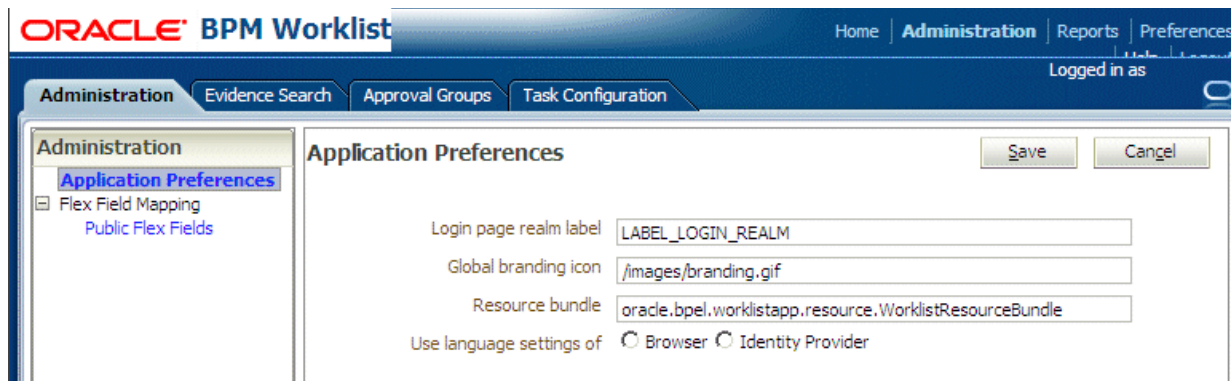 ORACLE BPM Worklist
Home Administration Reports Preferences
Logged in as
Administration Evidence Search Approval Groups Task Configuration
Administration
Application Preferences
Flex Field Mapping
Public Flex Fields
Application Preferences Save Cancel
Login page realm label LABEL_LOGIN_REALM
Global branding icon /images/branding.gif
Resource bundle oracle.bpel.worklistapp.resource.WorklistResourceBundle
Use language settings of Browser Identity Provider